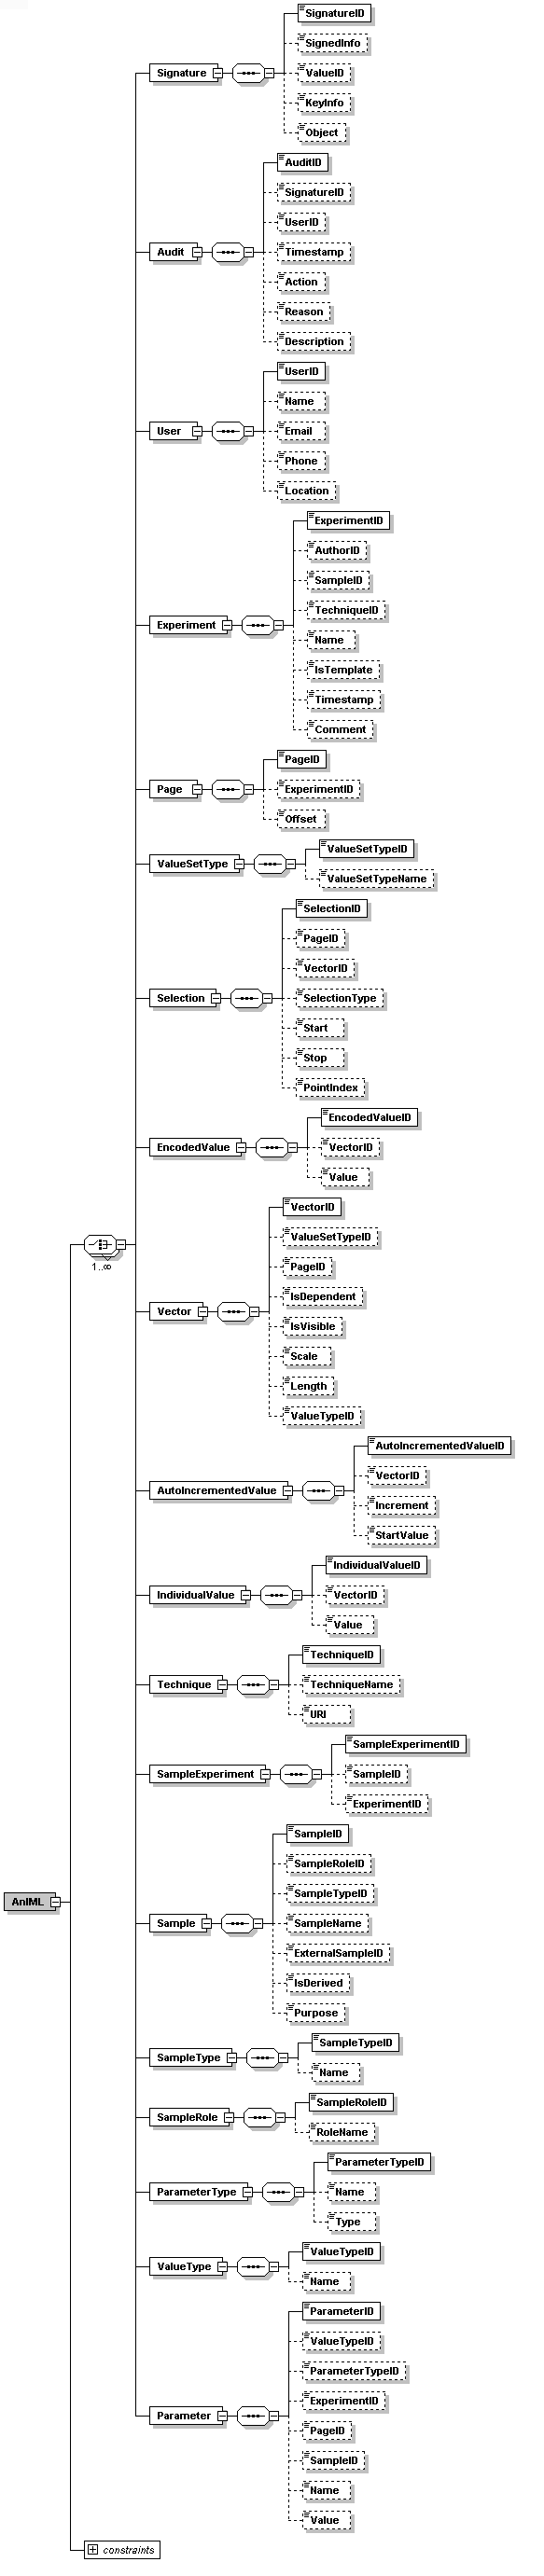 SignatureID
SignedInfo
Signature
ValueID
KeyInfo
Object
AuditID
SignatureID
UserID
Audit
Timestamp
Action
Reason
Description
UserID
Name
User
Email
Phone
Location
ExperimentID
AuthorID
SampleID
TechniqueID
Experiment
Name
IsTemplate
Timestamp
Comment
PageID
Page
ExperimentID
Offset
ValueSetTypeID
ValueSetType
ValueSetTypeName
SelectionID
PageID
VectorID
Selection
SelectionType
Start
Stop
PointIndex
EncodedValueID
EncodedValue
VectorID
Value
VectorID
ValueSetTypeID
1..∞
PageID
IsDependent
Vector
IsVisible
Scale
Length
ValueTypeID
AutoIncrementedValueID
VectorID
AutoIncrementedValue
Increment
StartValue
IndividualValueID
IndividualValue
VectorID
Value
TechniqueID
Technique
TechniqueName
URI
SampleExperimentID
SampleExperiment
SampleID
ExperimentID
SampleID
SampleRoleID
SampleTypeID
AnIML
Sample
SampleName
ExternalSampleID
IsDerived
Purpose
SampleTypeID
SampleType
Name
SampleRoleID
SampleRole
RoleName
ParameterTypeID
ParameterType
Name
Type
ValueTypeID
ValueType
Name
ParameterID
ValueTypeID
ParameterTypeID
ExperimentID
Parameter
PageID
SampleID
Name
Value
constraints